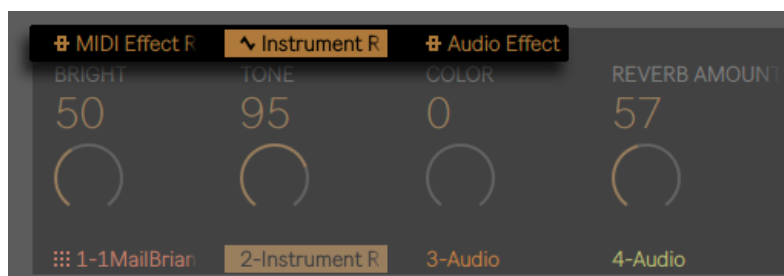 MIDI Effect R Instrument R Audio Effect
BRIGHT TONE COLOR REVERB AMOUNT
50 95 0 57
1-1MailBrian 2-Instrument R 3-Audio 4-Audio